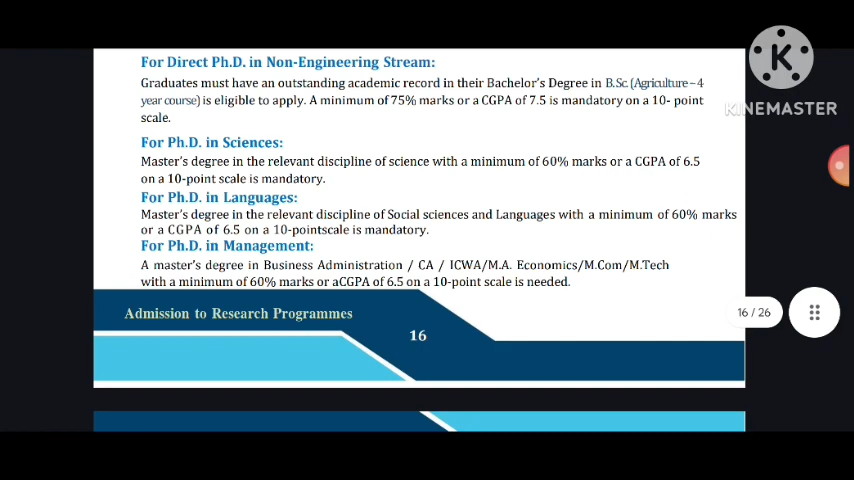 For Direct Ph.D. in Non-Engineering Stream:
Graduates must have an outstanding academic record in their Bachelor's Degree in B.Sc. (Agriculture – 4
year course) is eligible to apply. A minimum of 75% marks or a CGPA of 7.5 is mandatory on a 10- point
scale.
For Ph.D. in Sciences:
Master's degree in the relevant discipline of science with a minimum of 60% marks or a CGPA of 6.5
on a 10-point scale is mandatory.
For Ph.D. in Languages:
Master's degree in the relevant discipline of Social sciences and Languages with a minimum of 60% marks
or a CGPA of 6.5 on a 10-pointscale is mandatory.
For Ph.D. in Management:
A master's degree in Business Administration / CA / ICWA/M.A. Economics/M.Com/M.Tech
with a minimum of 60% marks or aCGPA of 6.5 on a 10-point scale is needed.
Admission to Research Programmes
16
16 / 26
K
KINEMASTER